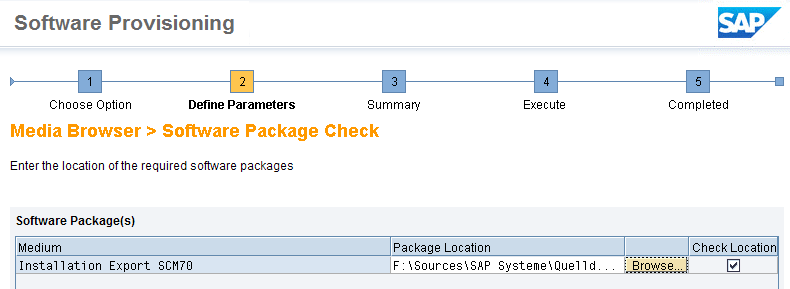 Software Provisioning
SAP
1 2 3 4 5
Choose Option Define Parameters Summary Execute Completed
Media Browser > Software Package Check
Enter the location of the required software packages
Software Package(s)
Medium Package Location Check Location
Installation Export SCM70 F:\Sources\SAP Systeme\Quelld... Browse...